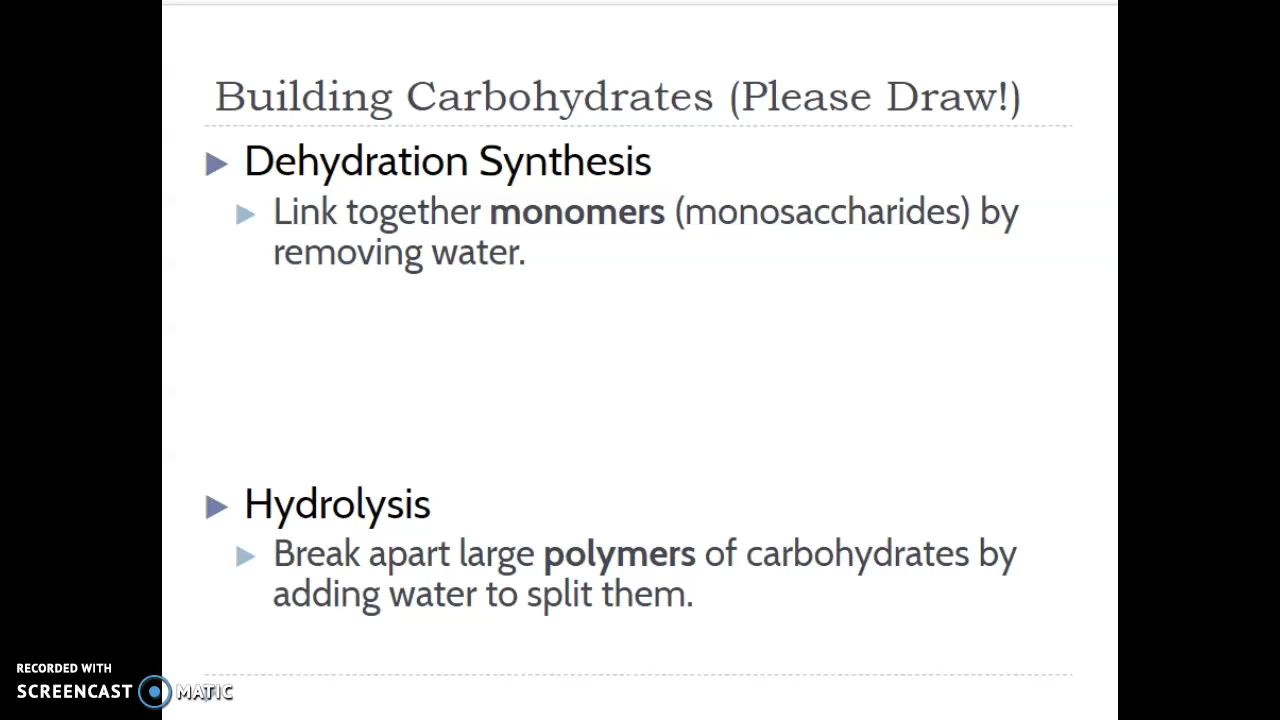 Building Carbohydrates (Please Draw!)
Dehydration Synthesis
Link together monomers (monosaccharides) by
removing water.
Hydrolysis
Break apart large polymers of carbohydrates by
adding water to split them.
RECORDED WITH
SCREENCAST MATIC